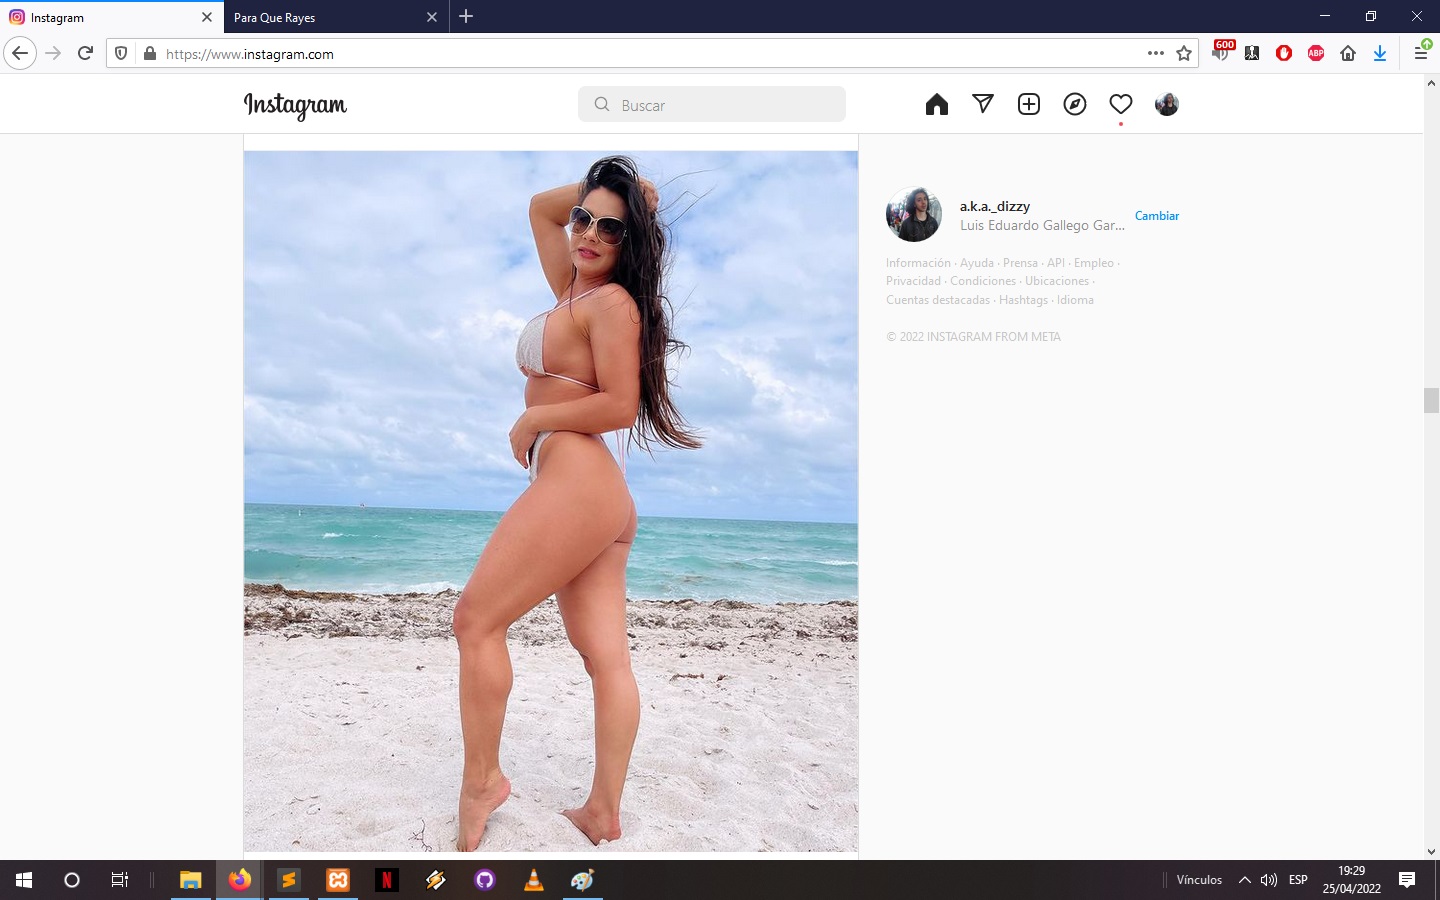 Instagram
Para Que Rayes
https://www.instagram.com
600
ABP
Instagram
Buscar
a.k.a._dizzy
Luis Eduardo Gallego Gar...
Cambiar
Información · Ayuda · Prensa · API · Empleo ·
Privacidad · Condiciones · Ubicaciones ·
Cuentas destacadas · Hashtags · Idioma
© 2022 INSTAGRAM FROM META
N
Vínculos
ESP
19:29
25/04/2022